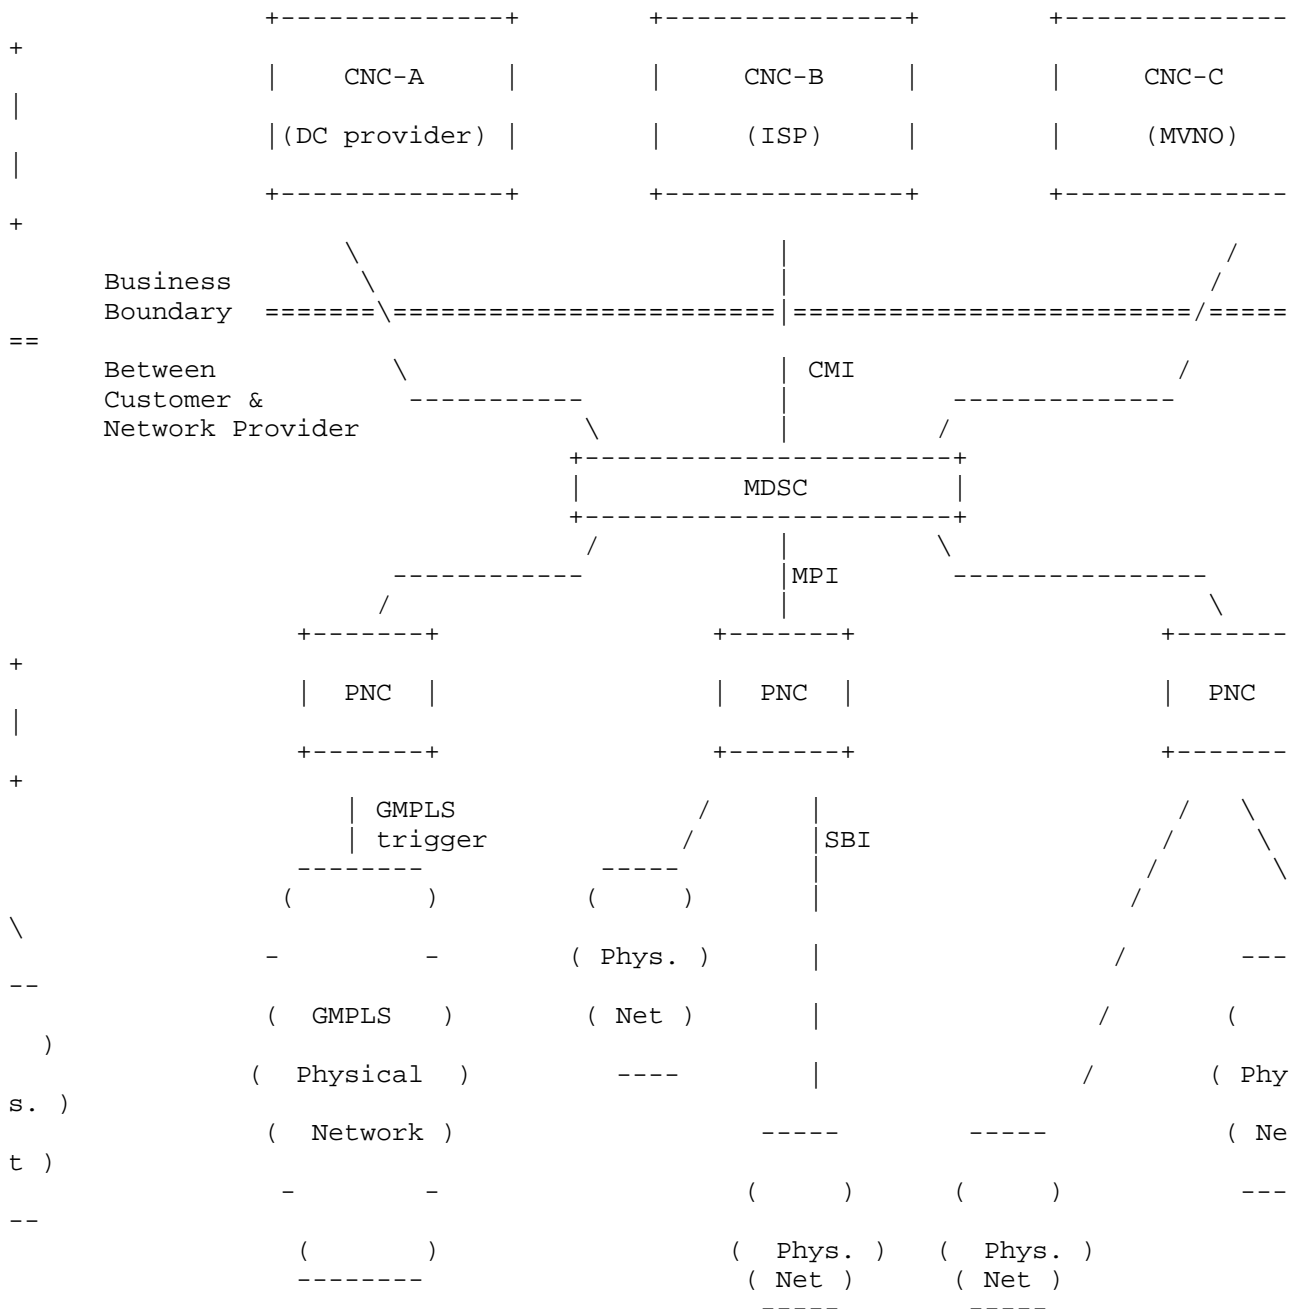 +--------------+ +---------------+ +--------------
+
| CNC-A | | CNC-B | | CNC-C
|
|(DC provider) | | (ISP) | | (MVNO)
|
+--------------+ +---------------+ +--------------
+
\ | /
Business \ | /
Boundary =======\========================|=========================/=====
==
Between \ | CMI /
Customer & ----------- | --------------
Network Provider \ | /
+-----------------------+
| MDSC |
+-----------------------+
/ | \
------------ |MPI ----------------
/ | \
+-------+ +-------+ +-------
+
| PNC | | PNC | | PNC
|
+-------+ +-------+ +-------
+
| GMPLS / | / \
| trigger / |SBI / \
-------- ----- | / \
( ) ( ) | /
\
- - ( Phys. ) | / ---
--
( GMPLS ) ( Net ) | / (
)
( Physical ) ---- | / ( Phy
s. )
( Network ) ----- ----- ( Ne
t )
- - ( ) ( ) ---
--
( ) ( Phys. ) ( Phys. )
-------- ( Net ) ( Net )
----- -----